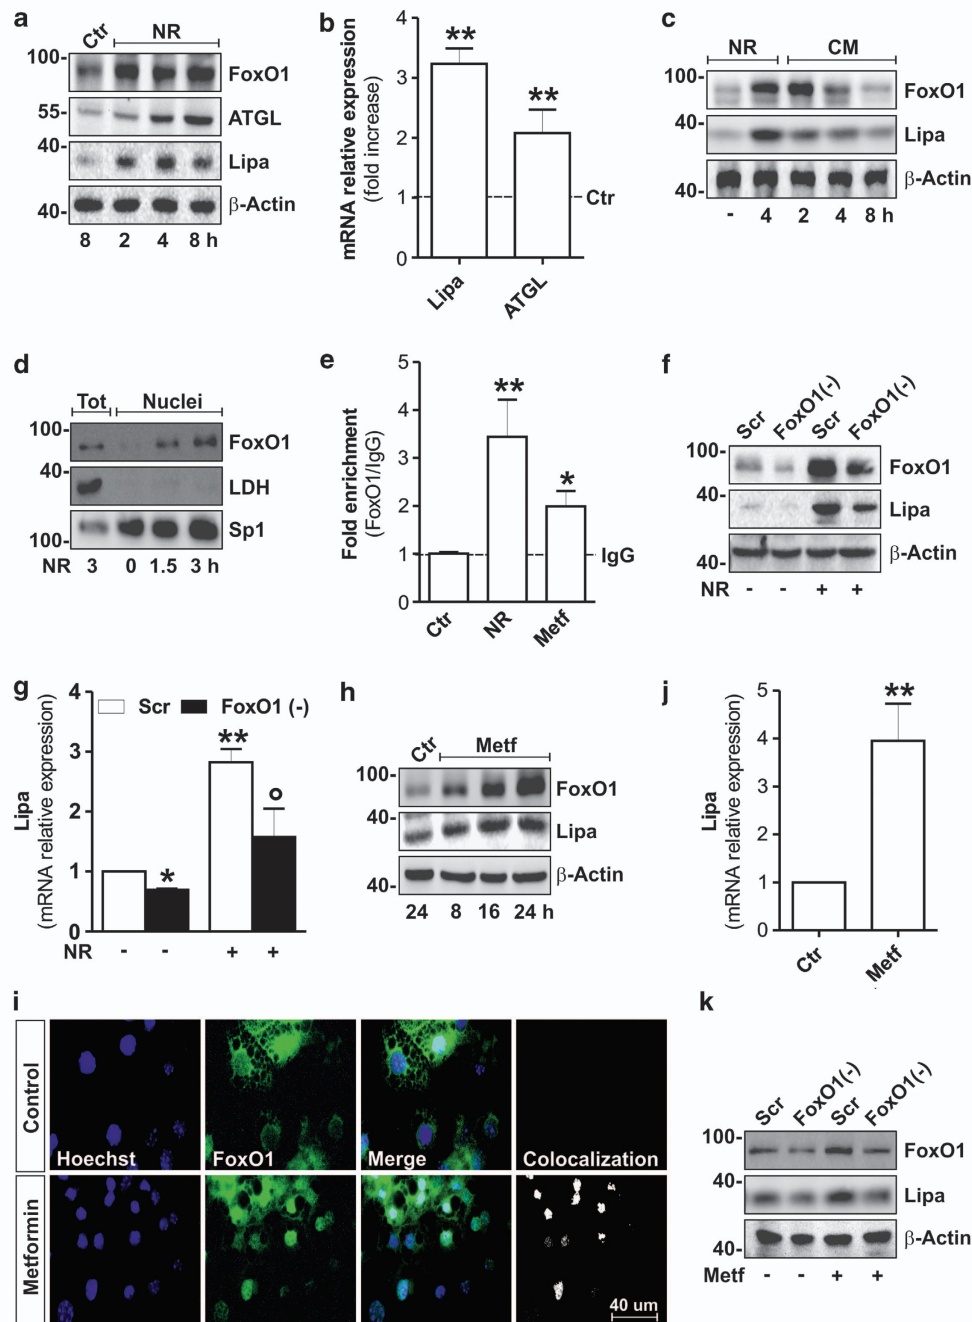 a
Ctr
NR
100-
FoxO1
55-
ATGL
40-
Lipa
40-
β-Actin
8 2 4 8 h
b
mRNA relative expression
(fold increase)
4
3
2
1
0
**
**
Ctr
Lipa
ATGL
c
NR CM
100-
FoxO1
40-
Lipa
40-
β-Actin
- 4 2 4 8 h
d
Tot Nuclei
100-
FoxO1
40-
LDH
100-
Sp1
NR 3 0 1.5 3 h
e
Fold enrichment
(FoxO1/IgG)
5
4
3
2
1
0
**
*
IgG
Ctr
NR
Metf
f
Scr
FoxO1(-)
Scr
FoxO1(-)
100-
FoxO1
40-
Lipa
40-
β-Actin
NR - - + +
g
Lipa
(mRNA relative expression)
4
3
2
1
0
Scr FoxO1 (-)
**
*
°
NR - - + +
h
Ctr
Metf
100-
FoxO1
40-
Lipa
40-
β-Actin
24 8 16 24 h
j
Lipa
(mRNA relative expression)
5
4
3
2
1
0
**
Ctr
Metf
i
Control
Hoechst
FoxO1
Merge
Colocalization
Metformin
40 um
k
Scr
FoxO1(-)
Scr
FoxO1(-)
100-
FoxO1
40-
Lipa
40-
β-Actin
Metf - - + +